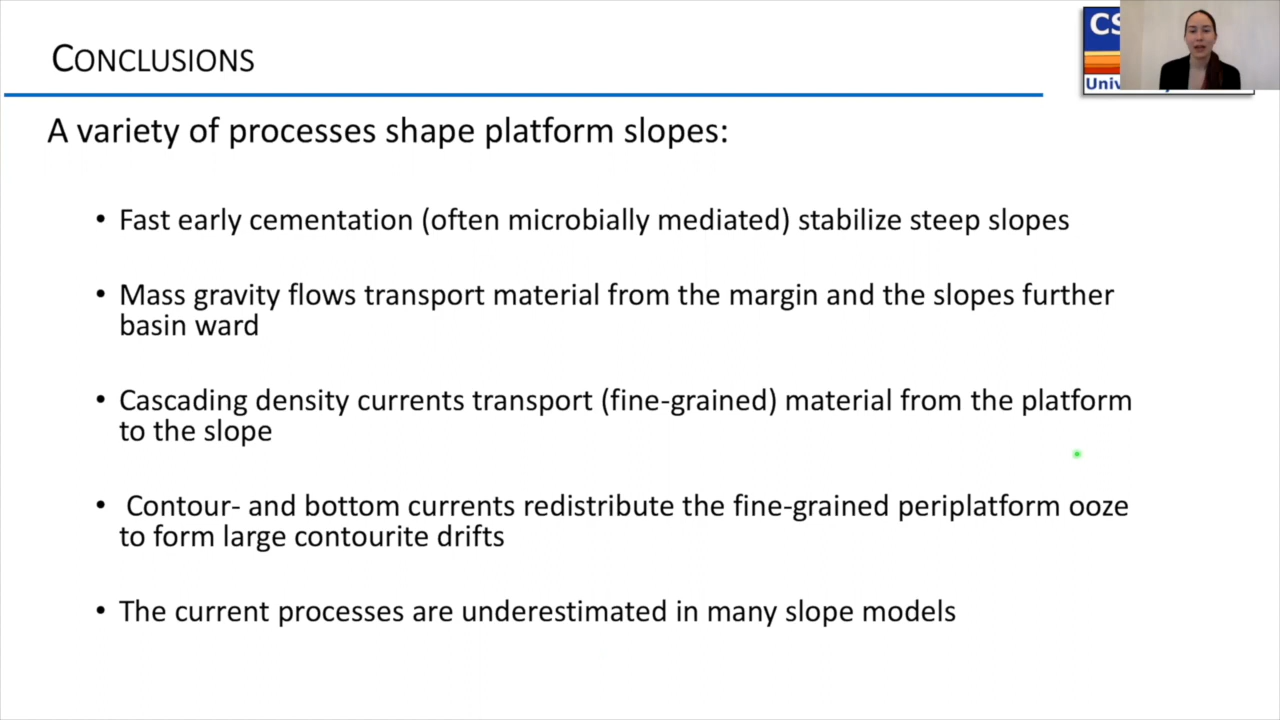 CONCLUSIONS
CS
Univ
A variety of processes shape platform slopes:
• Fast early cementation (often microbially mediated) stabilize steep slopes
• Mass gravity flows transport material from the margin and the slopes further
basin ward
• Cascading density currents transport (fine-grained) material from the platform
to the slope
• Contour- and bottom currents redistribute the fine-grained periplatform ooze
to form large contourite drifts
• The current processes are underestimated in many slope models